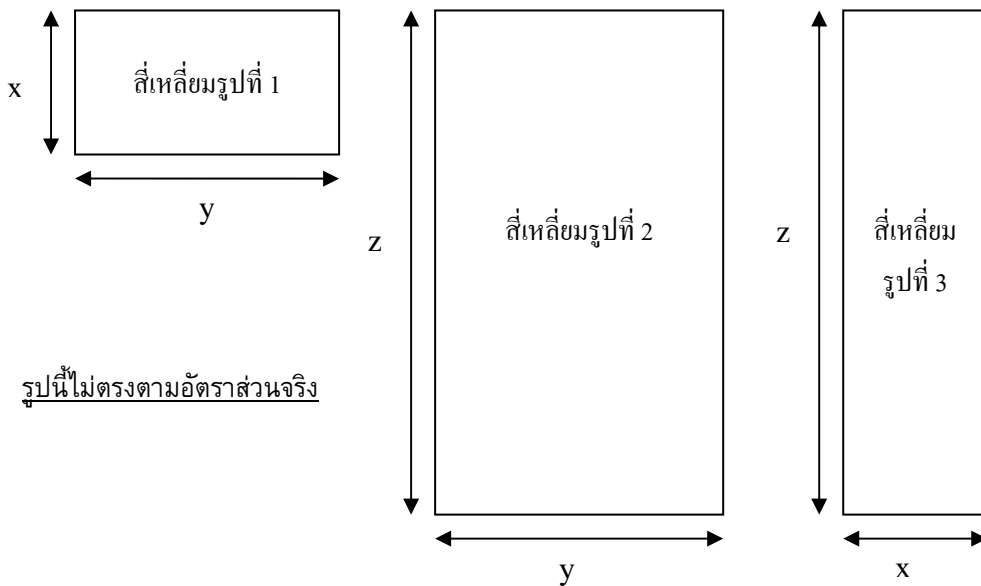 x
สี่เหลี่ยมรูปที่ 1
y
z
สี่เหลี่ยมรูปที่ 2
y
z
สี่เหลี่ยม
รูปที่ 3
x
รูปนี้ไม่ตรงตามอัตราส่วนจริง